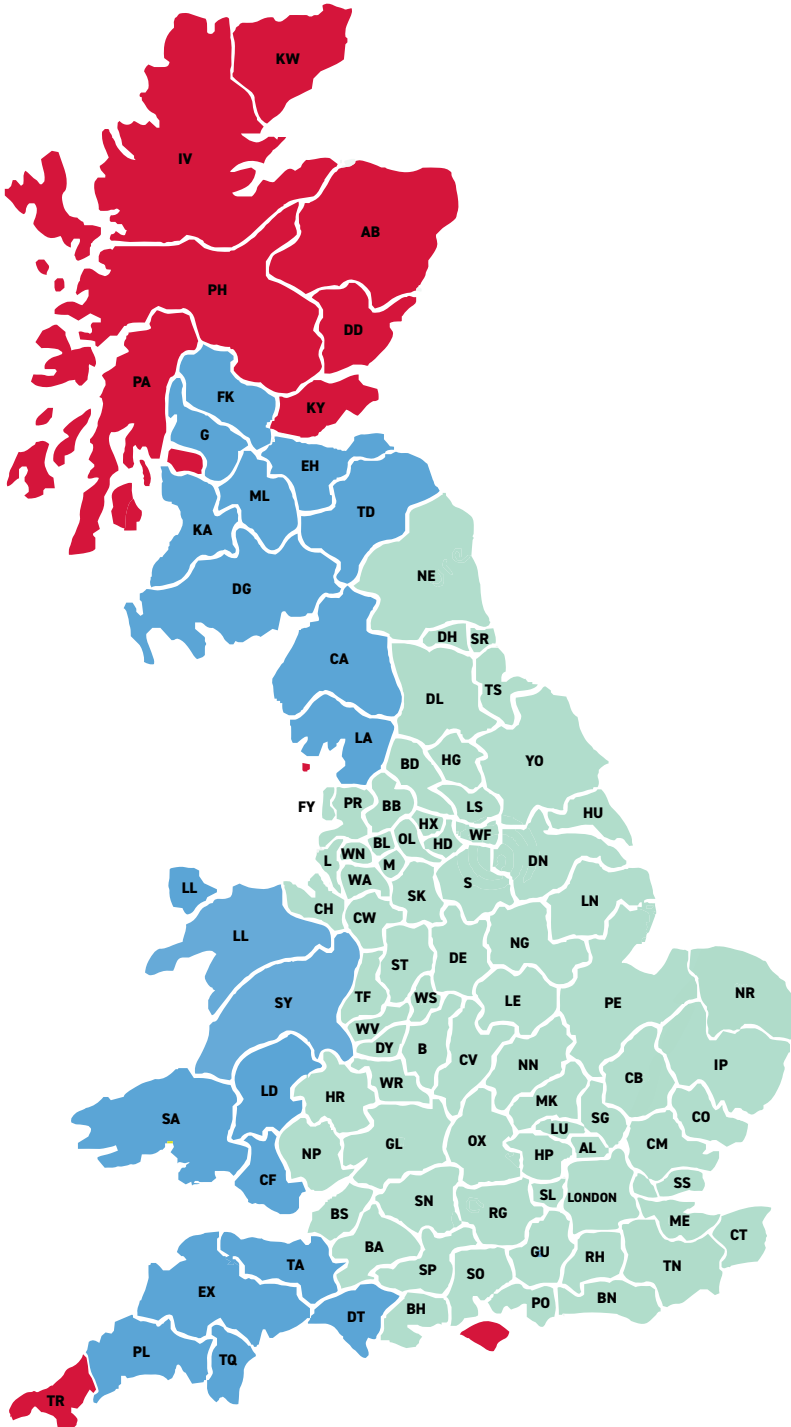 KW
IV
AB
PH
DD
PA
FK
KY
G
EH
ML
TD
KA
NE
DG
DH
SR
CA
TS
DL
LA
YO
HG
BD
FY
PR
BB
LS
HU
HX
WF
OL
HD
BL
WN
L
M
DN
WA
S
LL
SK
LN
CH
CW
LL
NG
DE
ST
NR
TF
WS
LE
SY
PE
WV
DY
B
CV
NN
IP
CB
WR
LD
HR
MK
SA
SG
CO
LU
OX
GL
CM
AL
NP
HP
CF
SS
SL
LONDON
SN
BS
RG
ME
CT
BA
GU
RH
TA
TN
SP
SO
EX
BN
PO
BH
DT
PL
TQ
TR